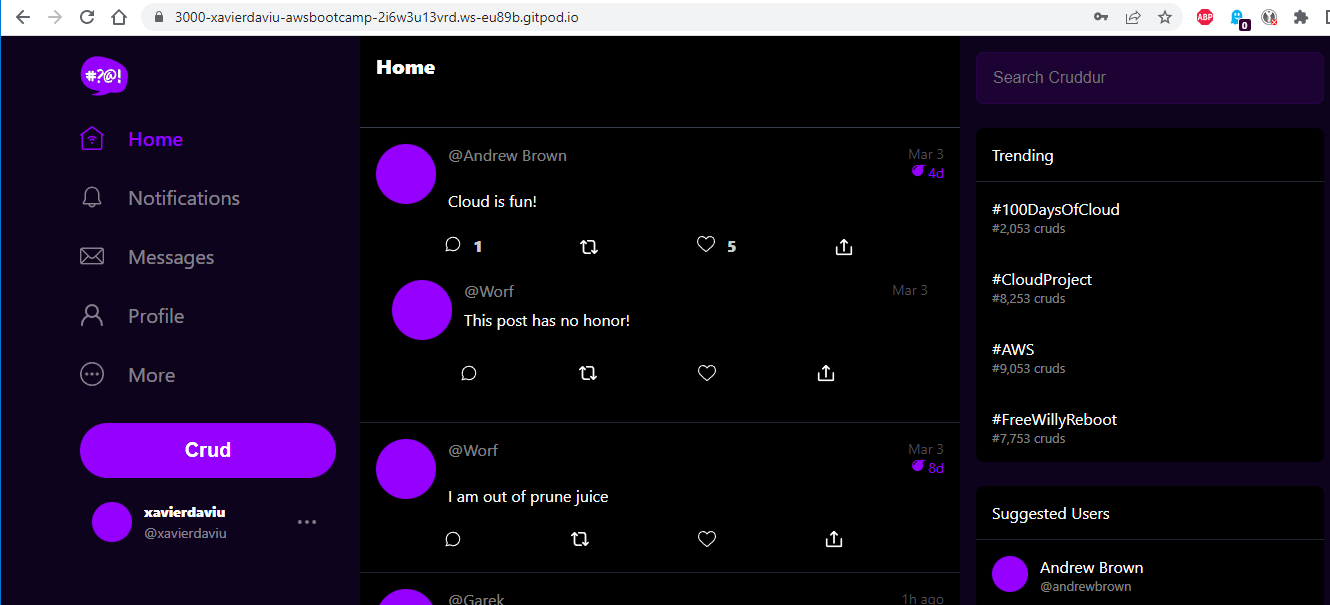 3000-xavierdaviu-awsbootcamp-2i6w3u13vrd.ws-eu89b.gitpod.io
ABP
0
#?@!
Home
Notifications
Messages
Profile
More
Crud
xavierdaviu
@xavierdaviu
Home
@Andrew Brown
Mar 3
4d
Cloud is fun!
1
5
@Worf
Mar 3
This post has no honor!
@Worf
Mar 3
8d
I am out of prune juice
@Garek
1h ago
Search Cruddur
Trending
#100DaysOfCloud
#2,053 cruds
#CloudProject
#8,253 cruds
#AWS
#9,053 cruds
#FreeWillyReboot
#7,753 cruds
Suggested Users
Andrew Brown
@andrewbrown